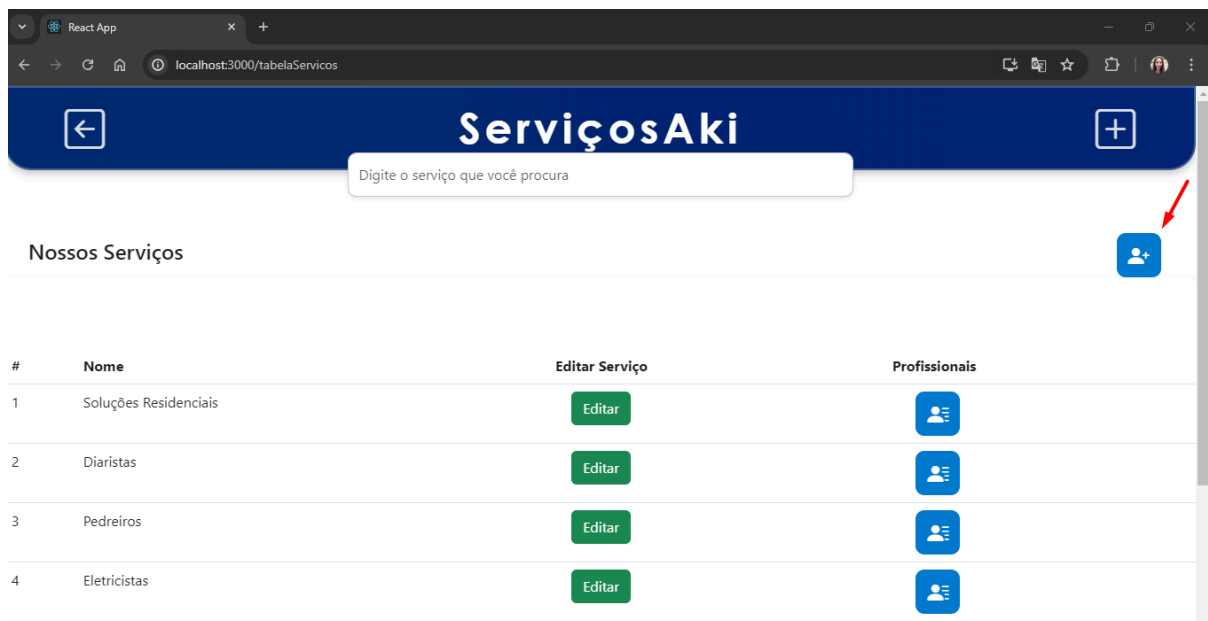 React App
localhost:3000/tabelaServicos
ServiçosAki
Digite o serviço que você procura
Nossos Serviços
# Nome Editar Serviço Profissionais
1 Soluções Residenciais Editar
2 Diaristas Editar
3 Pedreiros Editar
4 Eletricistas Editar